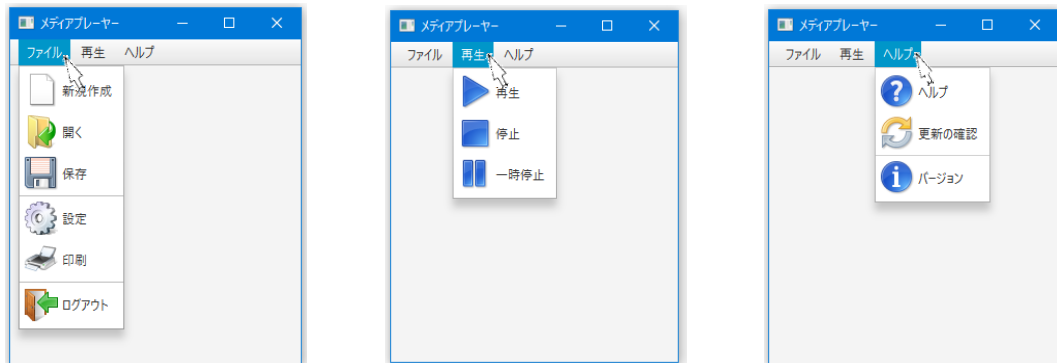 メディアプレーヤー
ファイル 再生 ヘルプ
新規作成
開く
保存
設定
印刷
ログアウト
メディアプレーヤー
ファイル 再生 ヘルプ
再生
停止
一時停止
メディアプレーヤー
ファイル 再生 ヘルプ
ヘルプ
更新の確認
バージョン